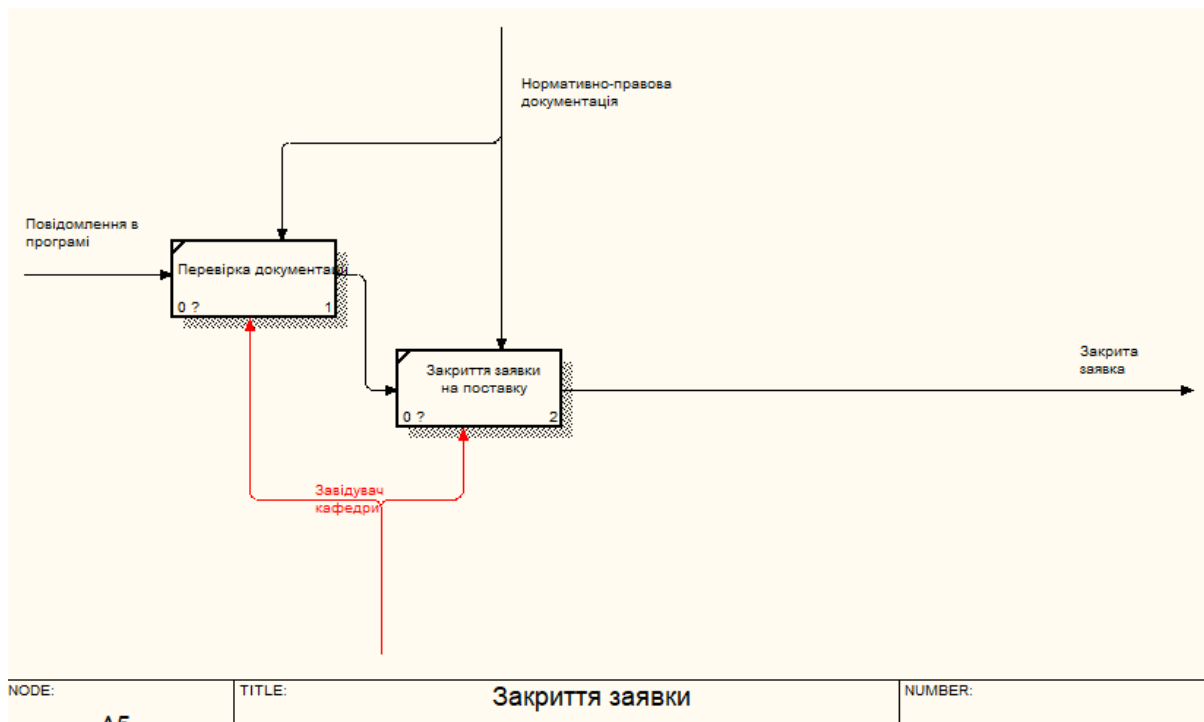 Нормативно-правова
документація
Повідомлення в
програмі
Перевірка документації
0 ?
1
Закриття заявки
на поставку
0 ?
2
Закрита
заявка
Завідувач
кафедри
NODE:
TITLE:
Закриття заявки
NUMBER:
A5